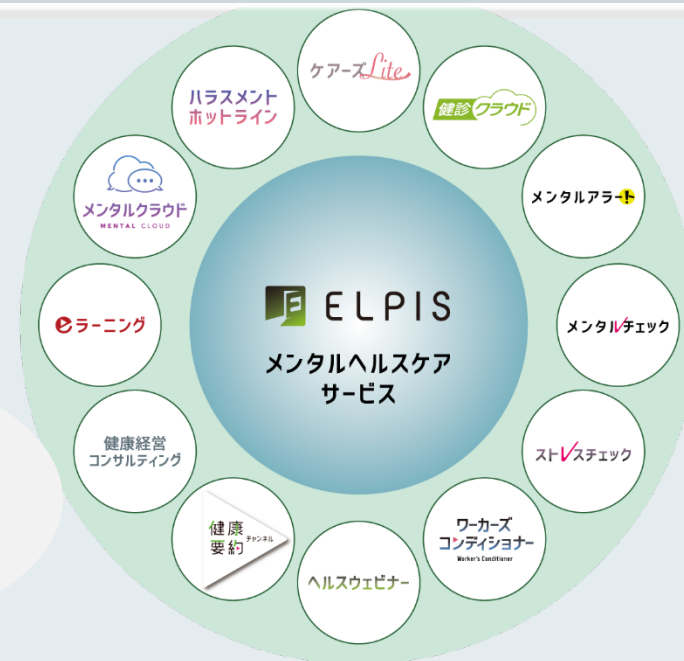 ケアーズLite
健診クラウド
メンタルアラート!
メンタルチェック
ストレスチェック
ワーカーズ
コンディショナー
Worker's Conditioner
ヘルスウェビナー
健康
要約
チャンネル
健康経営
コンサルティング
eラーニング
メンタルクラウド
MENTAL CLOUD
ハラスメント
ホットライン
ELPIS
メンタルヘルスケア
サービス